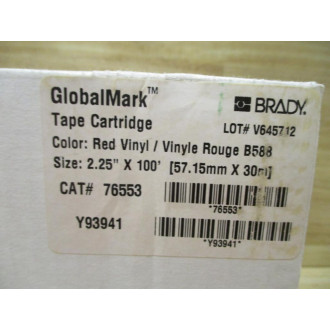 GlobalMark™
BRADY.
Tape Cartridge
LOT# V645712
Color: Red Vinyl / Vinyle Rouge B588
Size: 2.25" X 100' [57.15mm X 30m]
CAT# 76553
*76553*
Y93941
*Y93941*